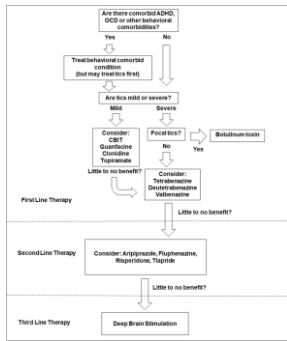 Are there comorbid ADHD,
OCD or other behavioral
comorbidities?
Yes
No
Treat behavioral comorbid
condition
(but may treat tics first)
Are tics mild or severe?
Mild
Severe
Consider:
CBIT
Guanfacine
Clonidine
Topiramate
Focal tics?
Botulinum toxin
No
Yes
Little to no benefit?
Consider:
Tetrabenazine
Deutetrabenazine
Valbenazine
First Line Therapy
Little to no benefit?
Second Line Therapy
Consider: Aripiprazole, Fluphenazine,
Risperidone, Tiapride
Little to no benefit?
Third Line Therapy
Deep Brain Stimulation